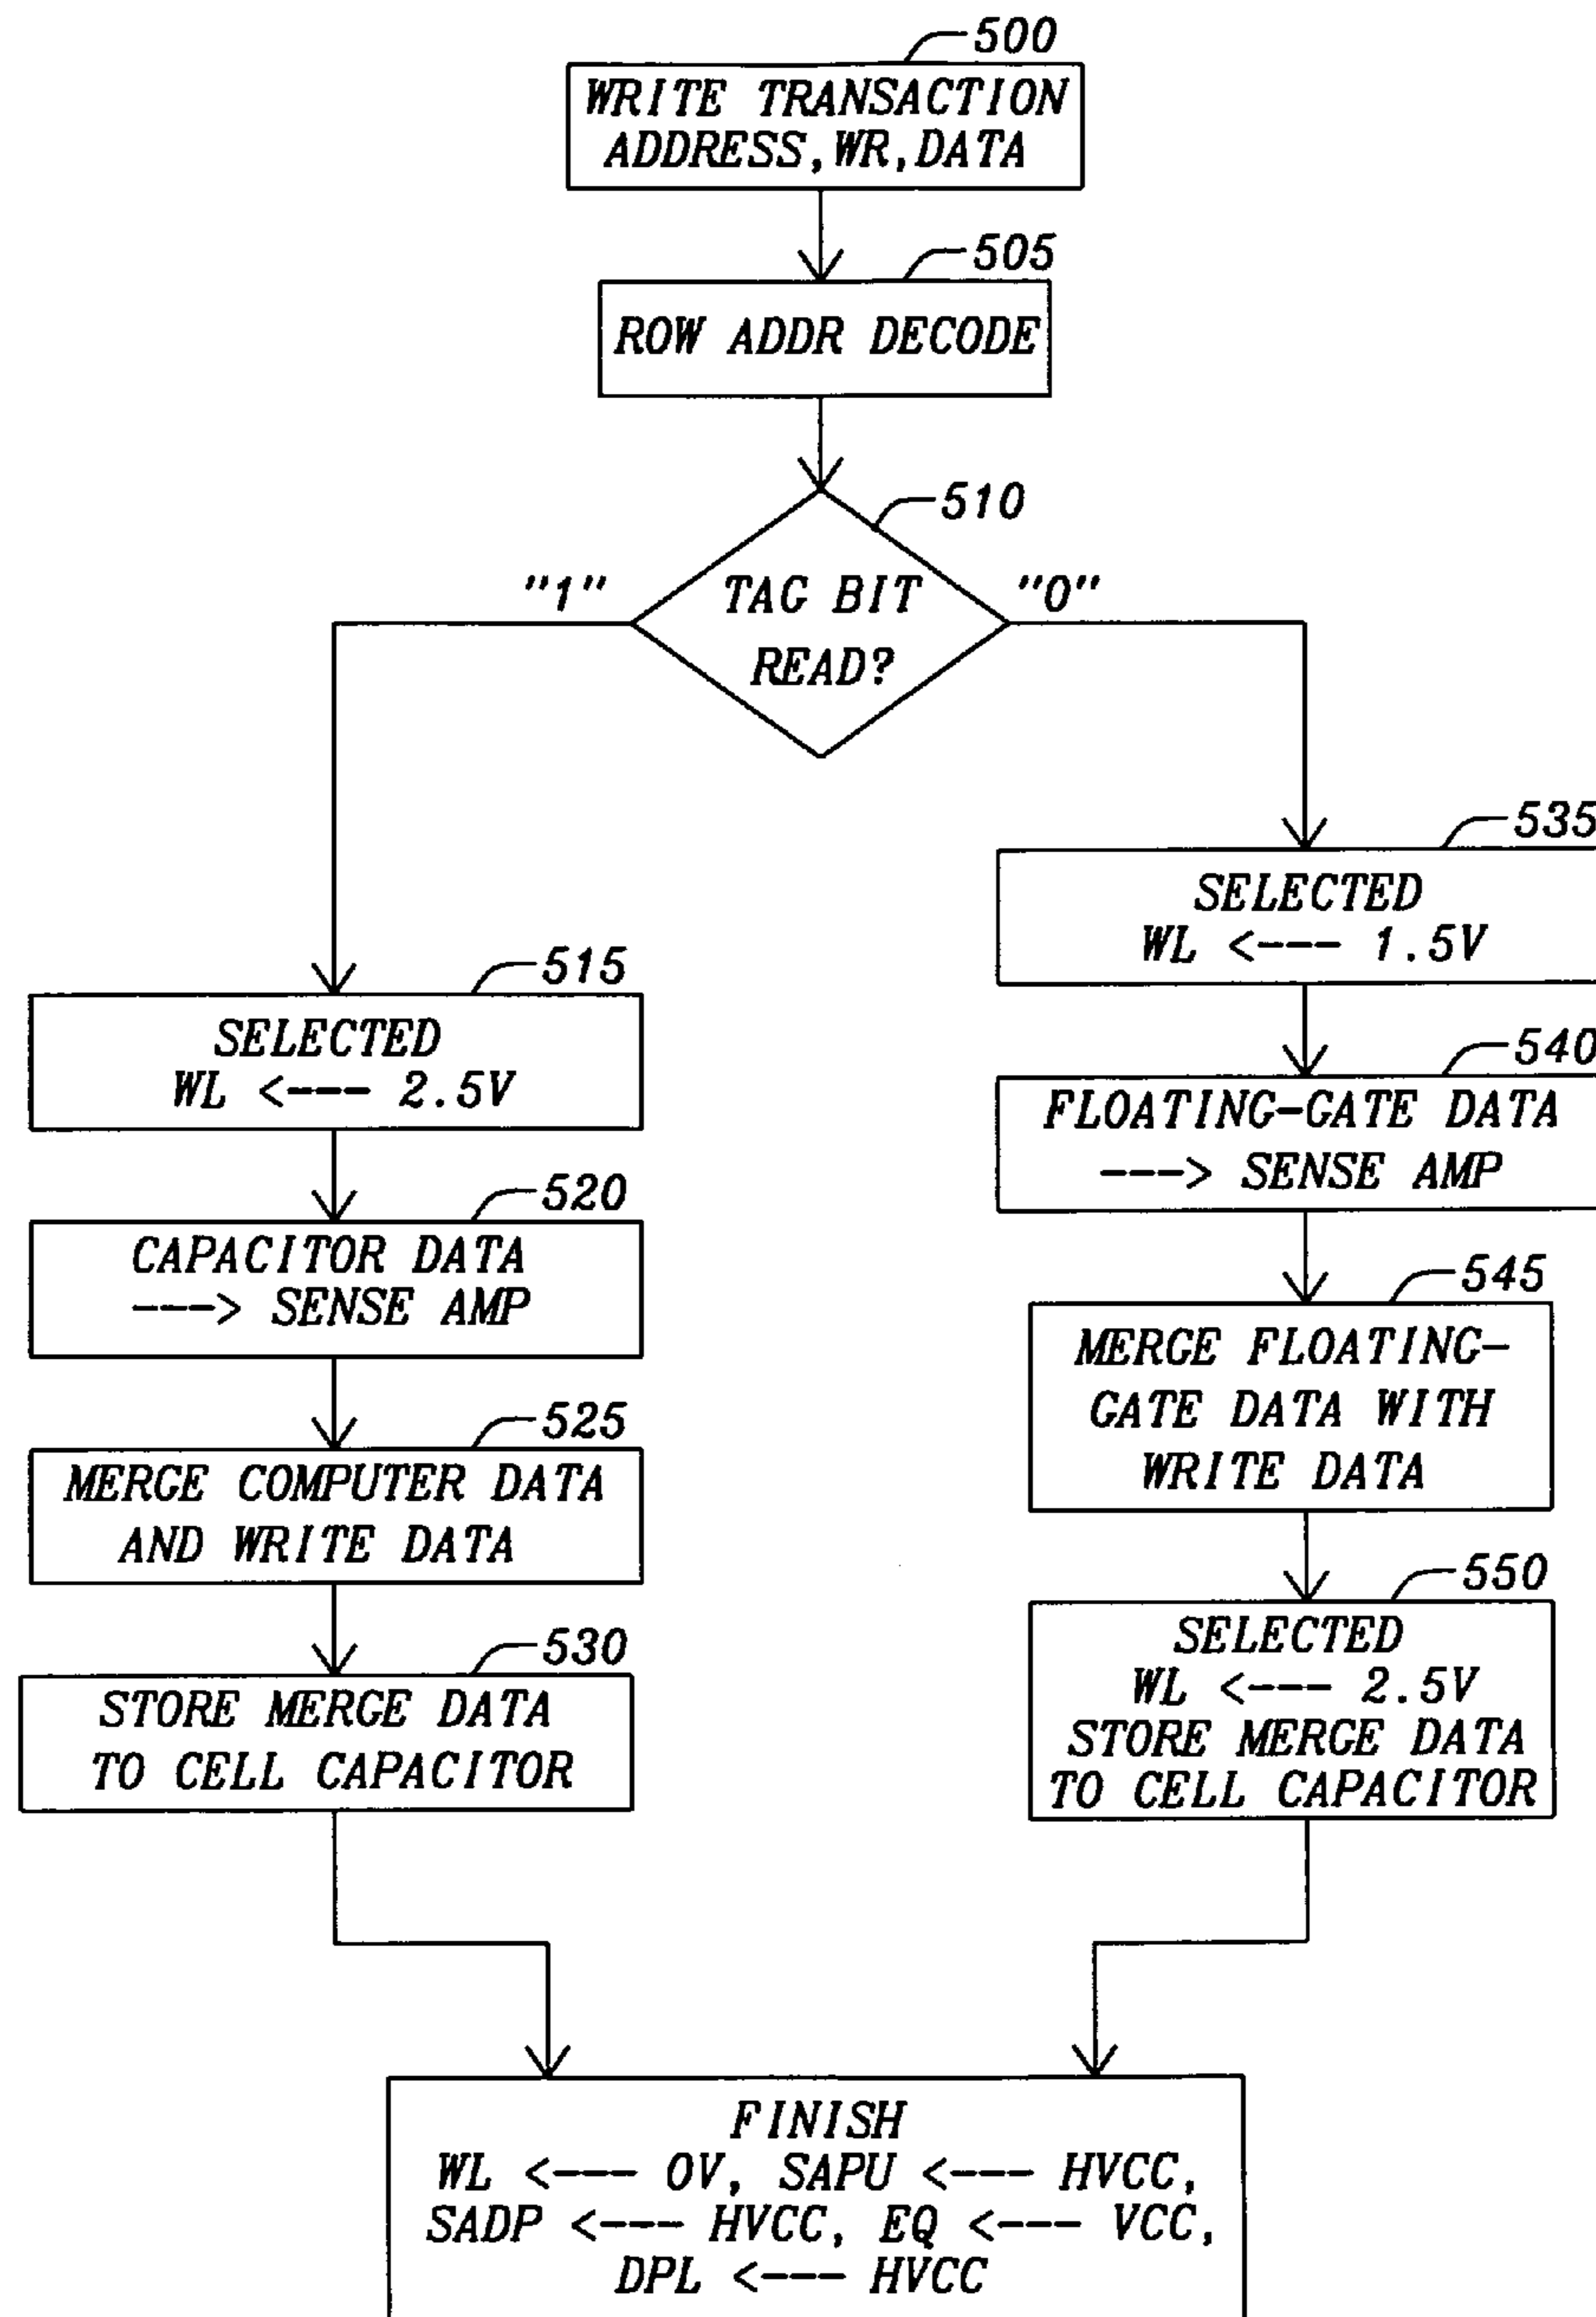 500
WRITE TRANSACTION
ADDRESS,WR,DATA
505
ROW ADDR DECODE
510
"1"
TAG BIT
READ?
"0"
515
SELECTED
WL <--- 2.5V
520
CAPACITOR DATA
---> SENSE AMP
525
MERGE COMPUTER DATA
AND WRITE DATA
530
STORE MERGE DATA
TO CELL CAPACITOR
535
SELECTED
WL <--- 1.5V
540
FLOATING-GATE DATA
---> SENSE AMP
545
MERGE FLOATING-
GATE DATA WITH
WRITE DATA
550
SELECTED
WL <--- 2.5V
STORE MERGE DATA
TO CELL CAPACITOR
FINISH
WL <--- 0V, SAPU <--- HVCC,
SADP <--- HVCC, EQ <--- VCC,
DPL <--- HVCC